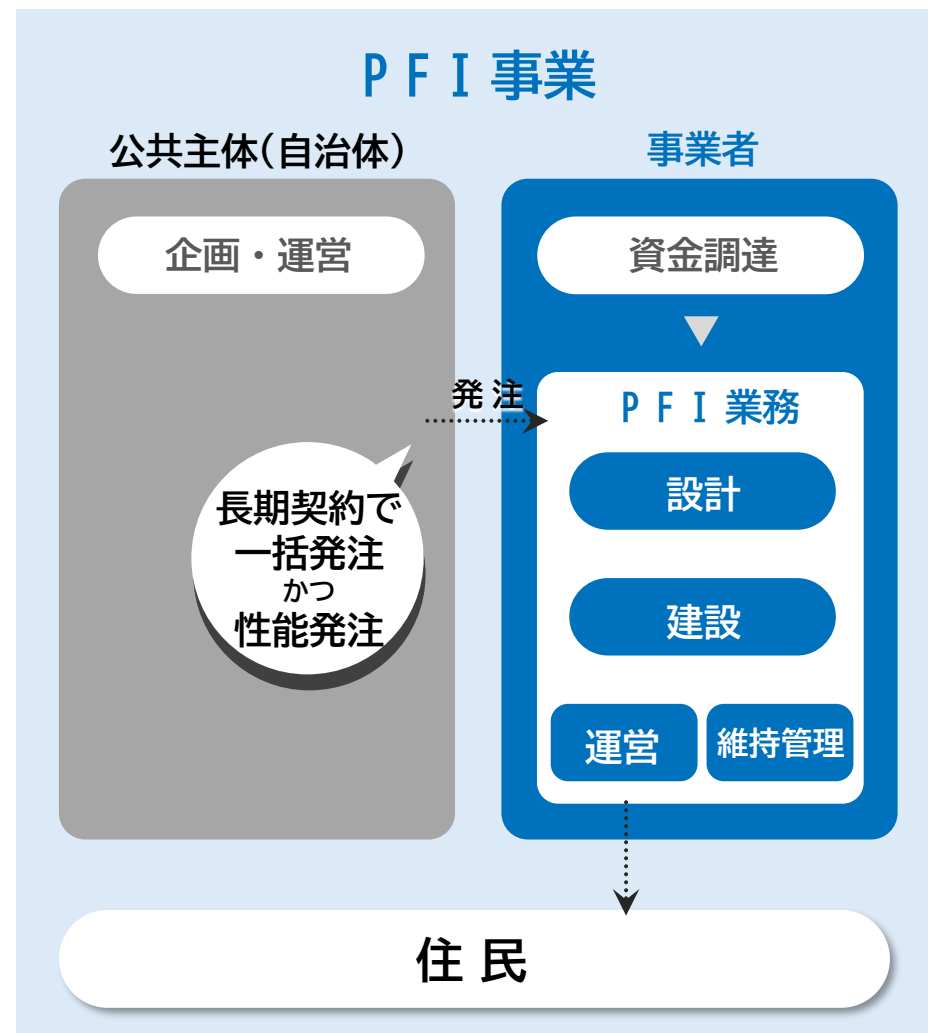 PFI事業
公共主体(自治体)
企画・運営
発注
長期契約で
一括発注
かつ
性能発注
事業者
資金調達
PFI業務
設計
建設
運営
維持管理
住民